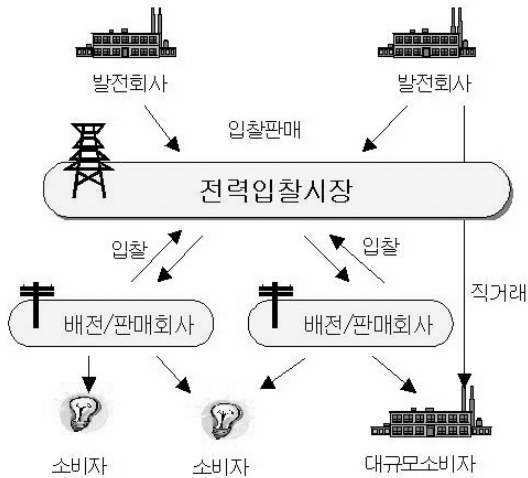 발전회사
발전회사
입찰판매
전력입찰시장
입찰
입찰
직거래
배전/판매회사
배전/판매회사
소비자
소비자
대규모소비자